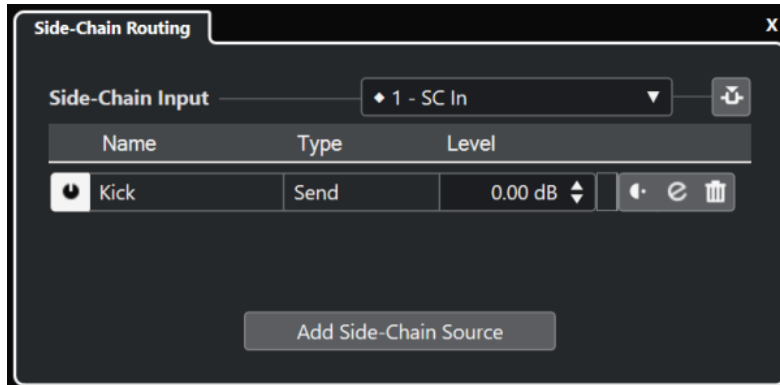 Side-Chain Routing X
Side-Chain Input 1 - SC In
Name Type Level
Kick Send 0.00 dB
Add Side-Chain Source